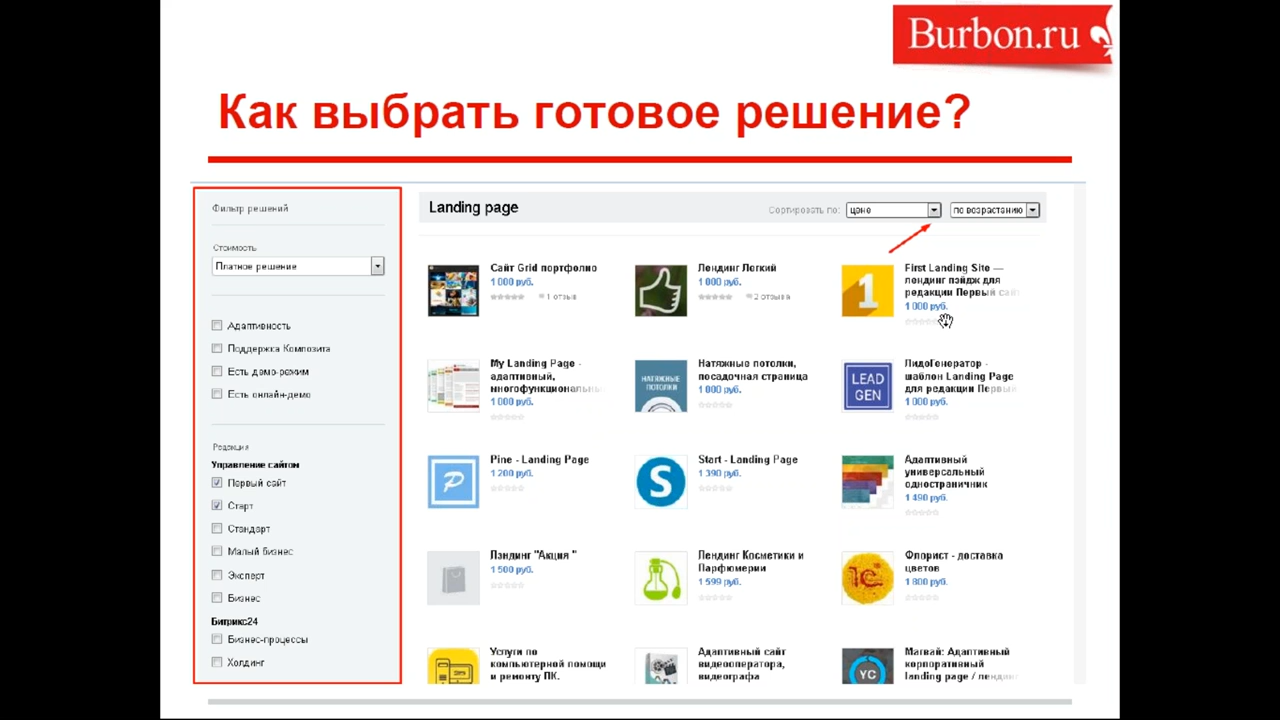 Burbon.ru
Как выбрать готовое решение?
Фильтр решений
Стоимость
Платное решение
Адаптивность
Поддержка Композита
Есть демо-режим
Есть онлайн-демо
Редакция
Управление сайтом
Первый сайт
Старт
Стандарт
Малый бизнес
Эксперт
Бизнес
Битрикс24
Бизнес-процессы
Холдинг
Landing page
Сортировать по:
цене
по возрастанию
Сайт Grid портфолио
1 000 руб.
1 отзыв
Лендинг Легкий
1 000 руб.
2 отзыва
First Landing Site —
лендинг пэйдж для
редакции Первый сайт
1 000 руб.
1
My Landing Page -
адаптивный,
многофункциональн
1 000 руб.
НАТЯЖНЫЕ
ПОТОЛКИ
Натяжные потолки,
посадочная страница
1 000 руб.
LEAD
GEN
ЛидоГенератор -
шаблон Landing Page
для редакции Первы
1 000 руб.
P
Pine - Landing Page
1 200 руб.
S
Start - Landing Page
1 390 руб.
Адаптивный
универсальный
одностраничник
1 490 руб.
Лэндинг "Акция "
1 500 руб.
Лендинг Косметики и
Парфюмерии
1 599 руб.
1С
Флорист - доставка
цветов
1 800 руб.
Услуги по
компьютерной помощи
и ремонту ПК.
Адаптивный сайт
видеооператора,
видеографа
YC
Магвай: Адаптивный
корпоративный
landing page / лендинг